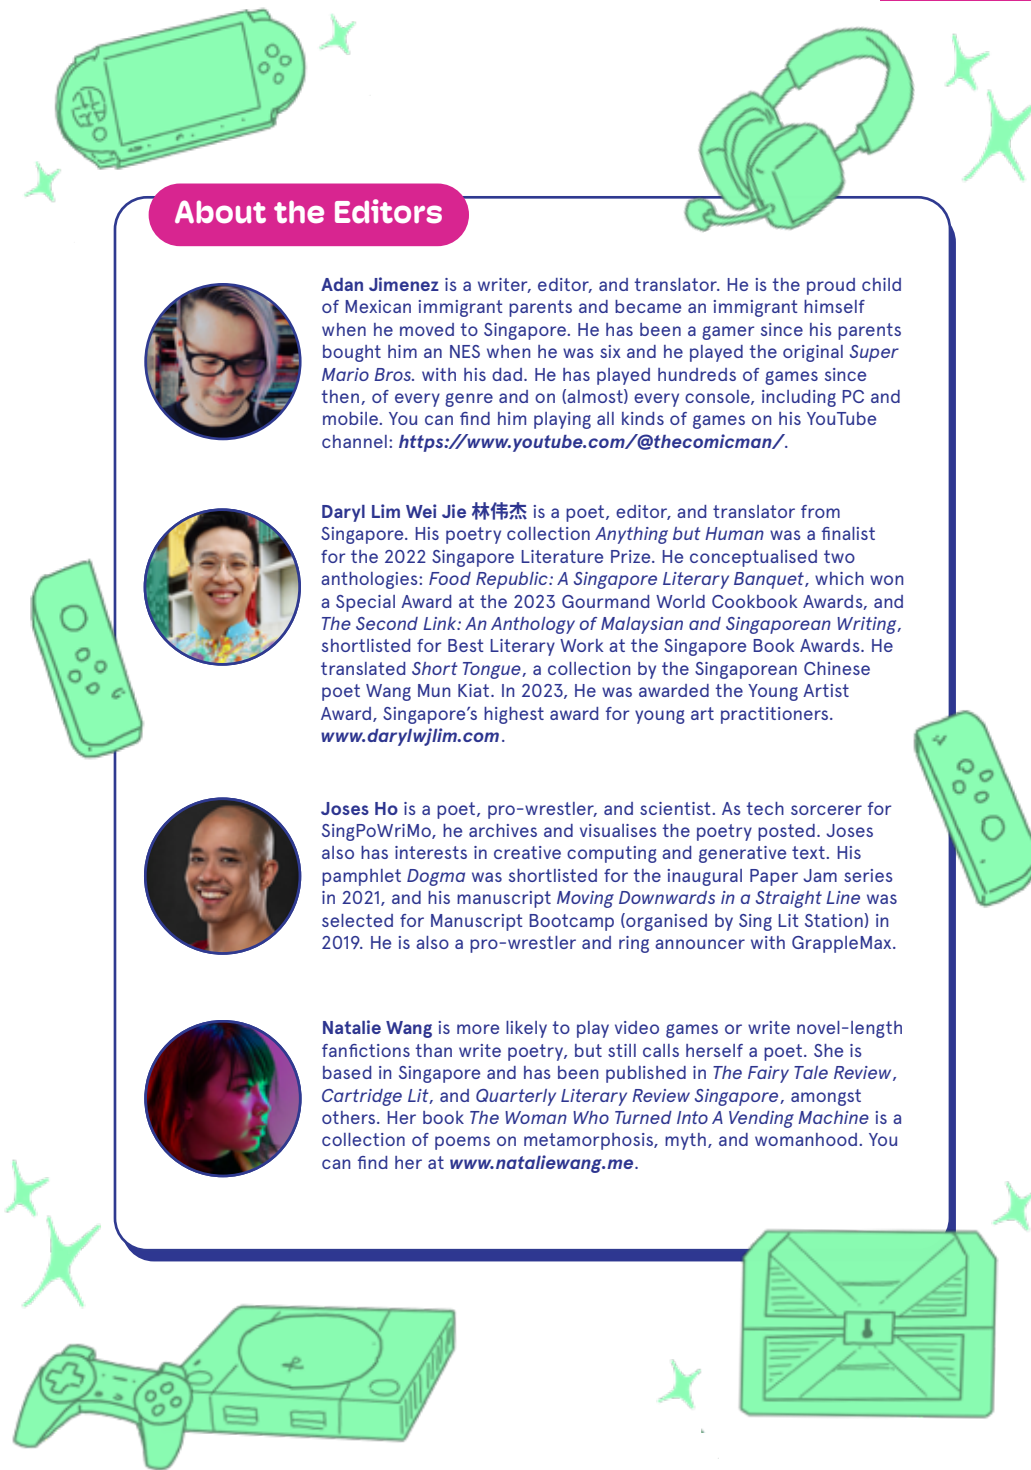 About the Editors
Adan Jimenez is a writer, editor, and translator. He is the proud child
of Mexican immigrant parents and became an immigrant himself
when he moved to Singapore. He has been a gamer since his parents
bought him an NES when he was six and he played the original Super
Mario Bros. with his dad. He has played hundreds of games since
then, of every genre and on (almost) every console, including PC and
mobile. You can find him playing all kinds of games on his YouTube
channel: https://www.youtube.com/@thecomicman/.
Daryl Lim Wei Jie 林伟杰 is a poet, editor, and translator from
Singapore. His poetry collection Anything but Human was a finalist
for the 2022 Singapore Literature Prize. He conceptualised two
anthologies: Food Republic: A Singapore Literary Banquet, which won
a Special Award at the 2023 Gourmand World Cookbook Awards, and
The Second Link: An Anthology of Malaysian and Singaporean Writing,
shortlisted for Best Literary Work at the Singapore Book Awards. He
translated Short Tongue, a collection by the Singaporean Chinese
poet Wang Mun Kiat. In 2023, He was awarded the Young Artist
Award, Singapore’s highest award for young art practitioners.
www.darylwjlim.com.
Joses Ho is a poet, pro-wrestler, and scientist. As tech sorcerer for
SingPoWriMo, he archives and visualises the poetry posted. Joses
also has interests in creative computing and generative text. His
pamphlet Dogma was shortlisted for the inaugural Paper Jam series
in 2021, and his manuscript Moving Downwards in a Straight Line was
selected for Manuscript Bootcamp (organised by Sing Lit Station) in
2019. He is also a pro-wrestler and ring announcer with GrappleMax.
Natalie Wang is more likely to play video games or write novel-length
fanfictions than write poetry, but still calls herself a poet. She is
based in Singapore and has been published in The Fairy Tale Review,
Cartridge Lit, and Quarterly Literary Review Singapore, amongst
others. Her book The Woman Who Turned Into A Vending Machine is a
collection of poems on metamorphosis, myth, and womanhood. You
can find her at www.nataliewang.me.